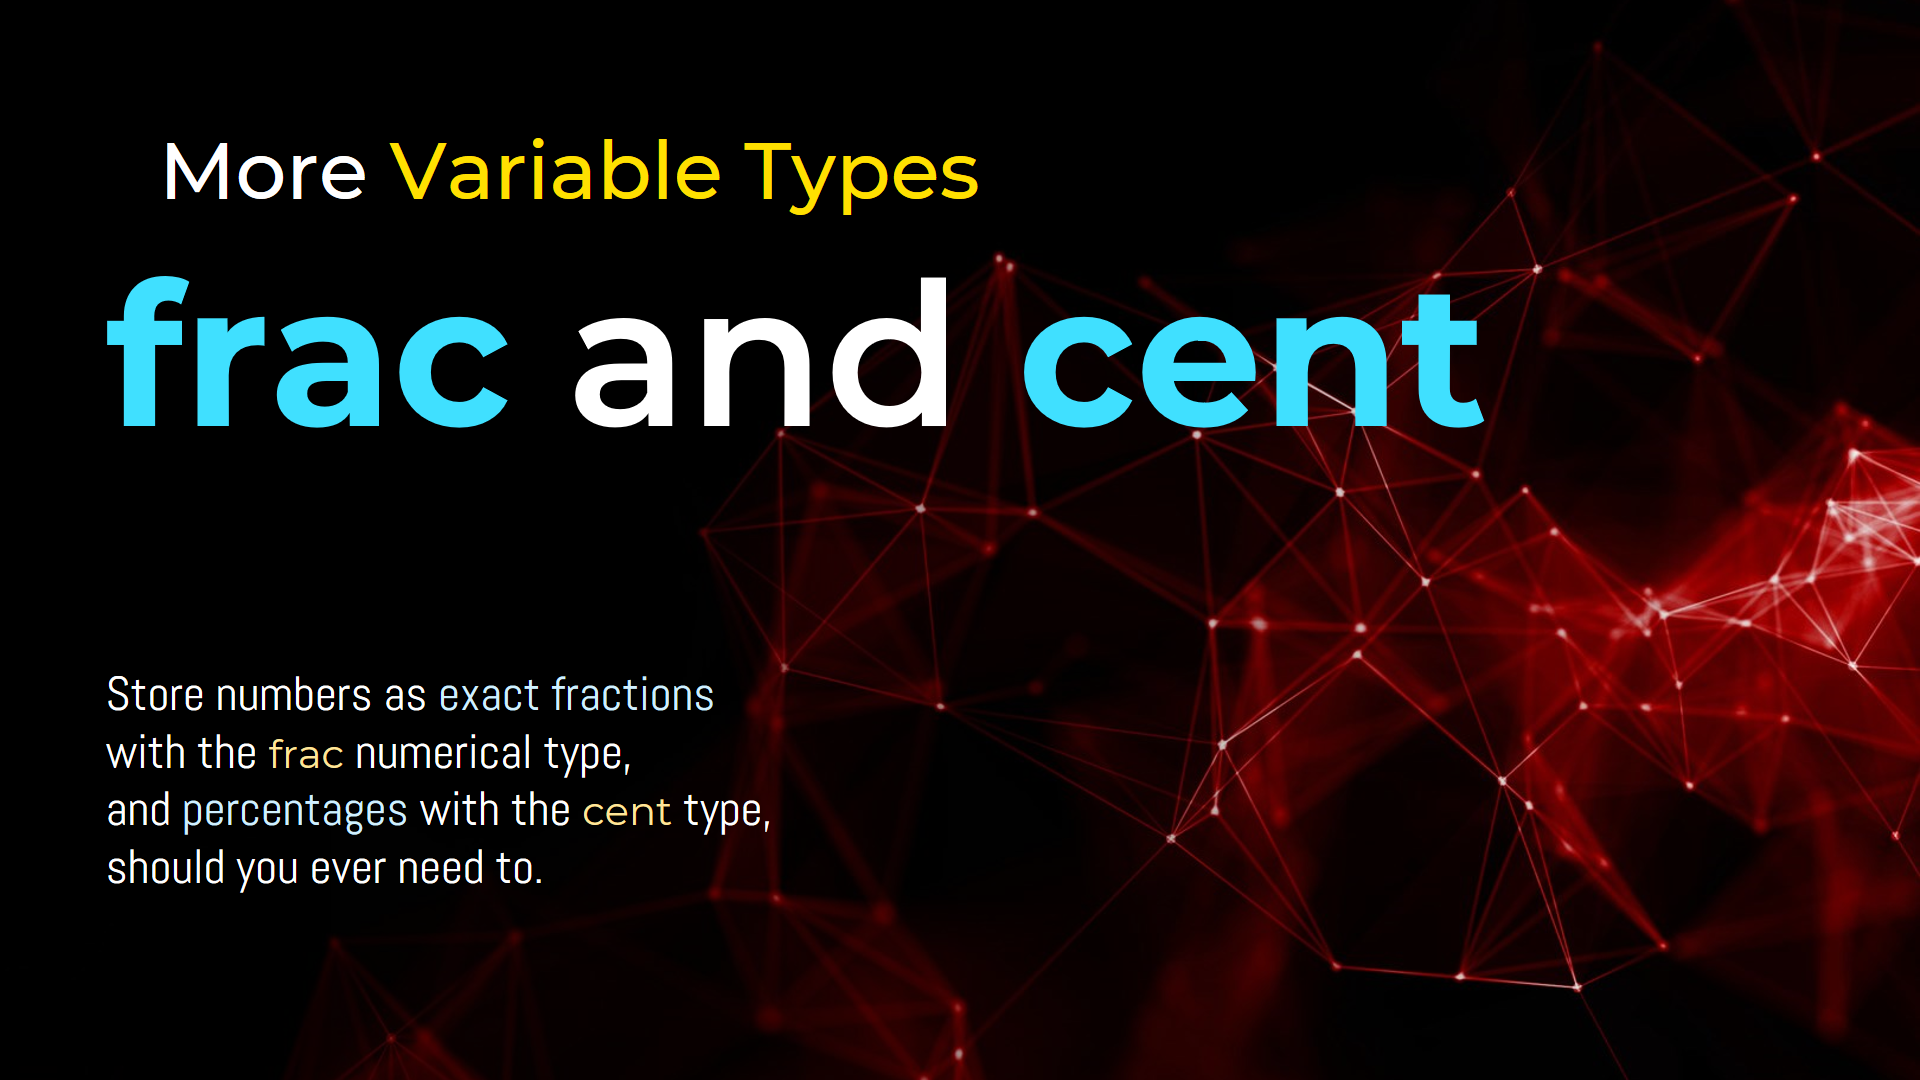 More Variable Types
frac and cent
Store numbers as exact fractions
with the frac numerical type,
and percentages with the cent type,
should you ever need to.